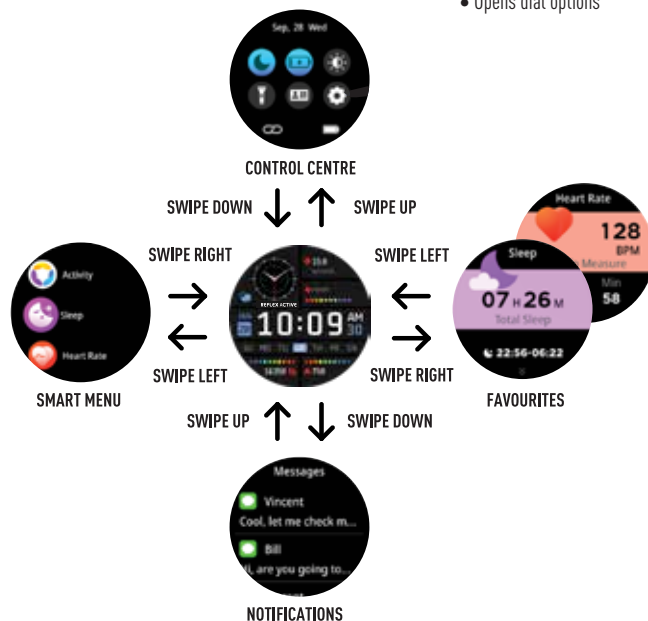 • Opens dial options
Sep, 28 Wed
CONTROL CENTRE
SWIPE DOWN
SWIPE UP
SWIPE RIGHT
SWIPE LEFT
Activity
Sleep
Heart Rate
SMART MENU
REFLEX ACTIVE
10:09 AM
30
Heart Rate
128
BPM
Measure
Min
58
Sleep
07 H 26 M
Total Sleep
22:56-06:22
FAVOURITES
SWIPE LEFT
SWIPE RIGHT
SWIPE UP
SWIPE DOWN
Messages
Vincent
Cool, let me check m...
Bill
Hi, are you going to...
NOTIFICATIONS